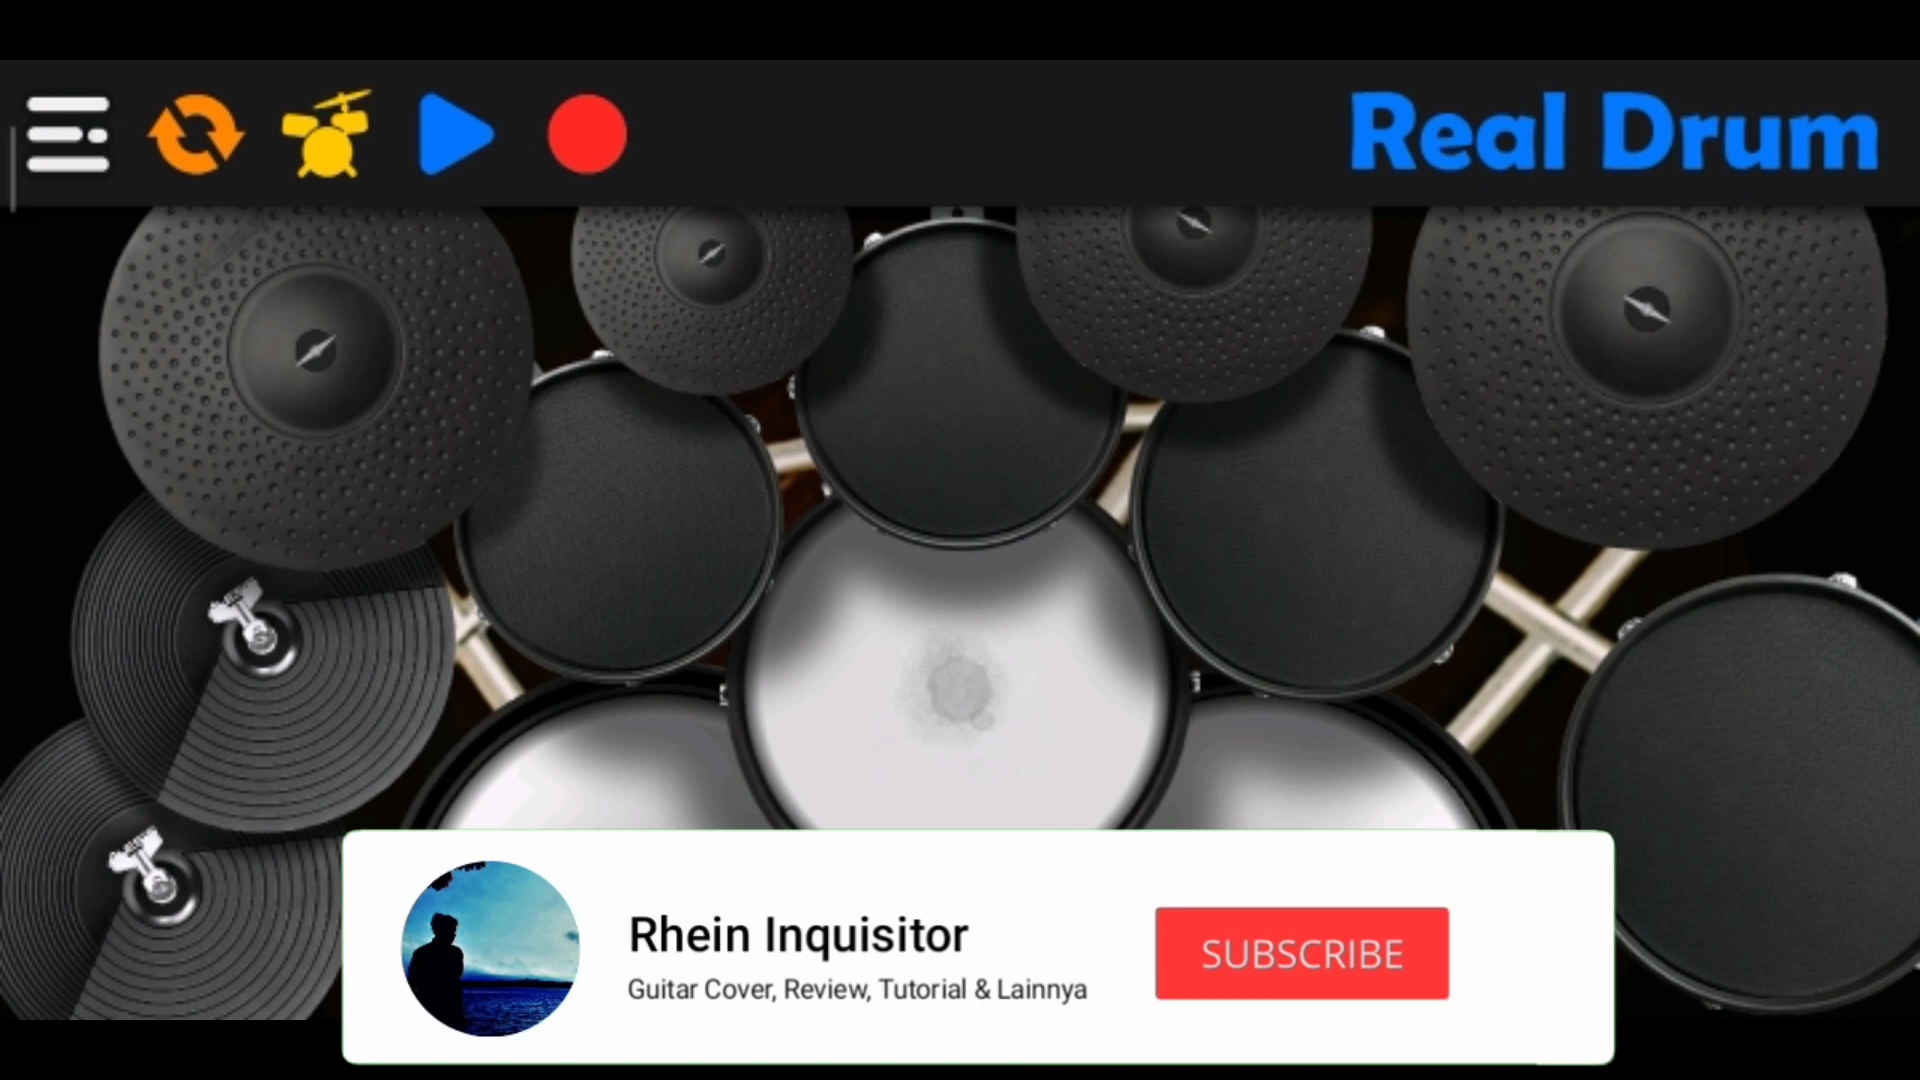 Real Drum
Rhein Inquisitor
Guitar Cover, Review, Tutorial & Lainnya
SUBSCRIBE